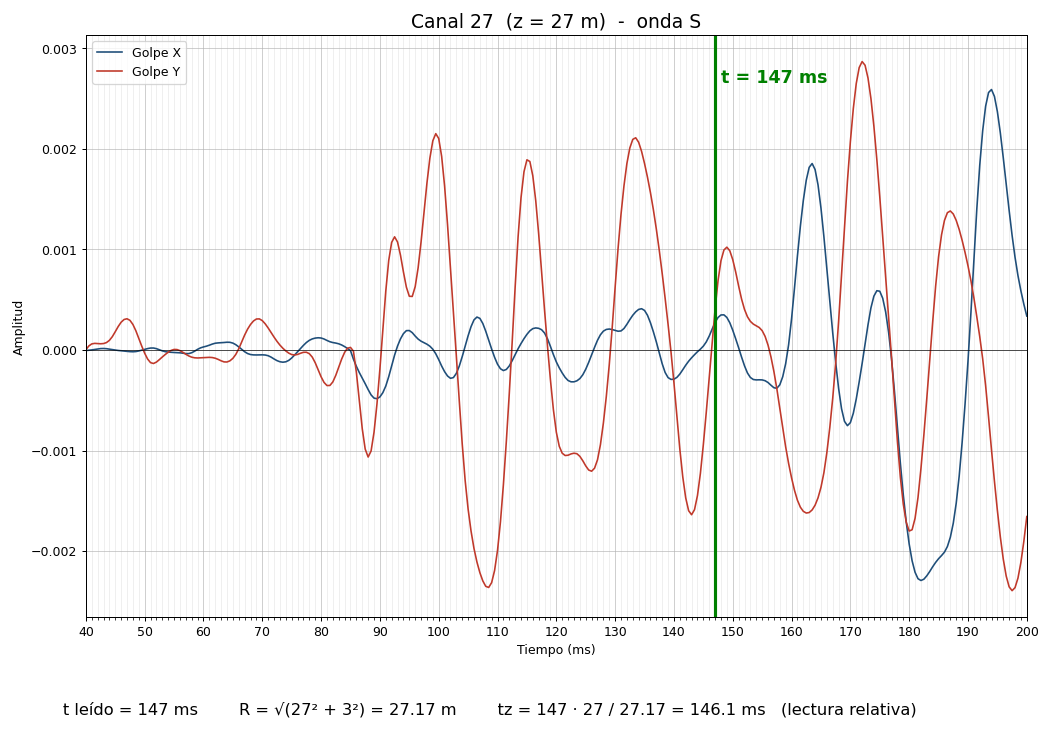 Canal 27 (z = 27 m) - onda S
Golpe X
Golpe Y
t = 147 ms
0.003
0.002
0.001
0.000
−0.001
−0.002
Amplitud
40 50 60 70 80 90 100 110 120 130 140 150 160 170 180 190 200
Tiempo (ms)
t leído = 147 ms R = √(27² + 3²) = 27.17 m tz = 147 · 27 / 27.17 = 146.1 ms (lectura relativa)